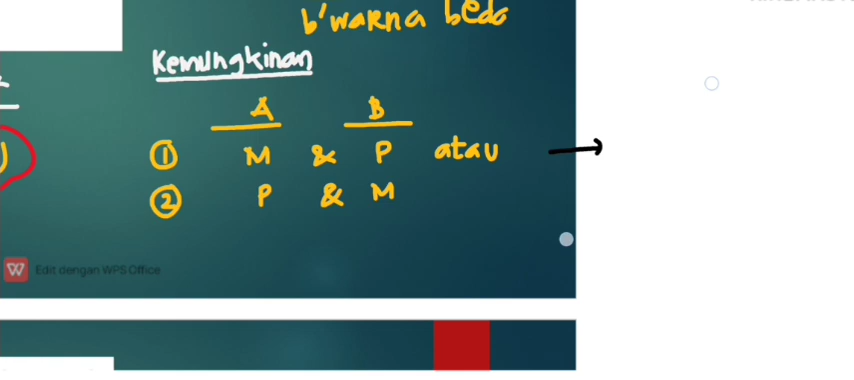 b'warna beda
Kemungkinan
A B
① M & P atau
② P & M
Edit dengan WPS Office